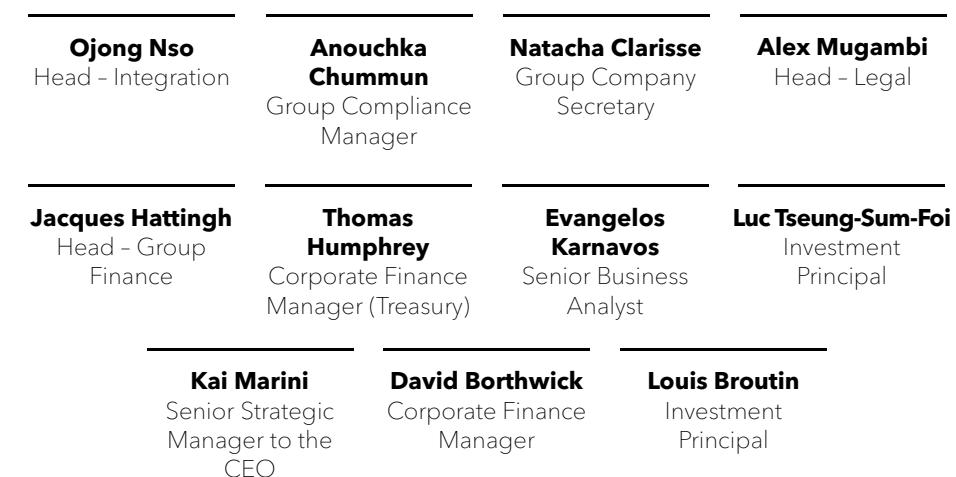 Ojong Nso
Head – Integration
Anouchka
Chummun
Group Compliance
Manager
Natacha Clarisse
Group Company
Secretary
Alex Mugambi
Head – Legal
Jacques Hattingh
Head – Group
Finance
Thomas
Humphrey
Corporate Finance
Manager (Treasury)
Evangelos
Karnavos
Senior Business
Analyst
Luc Tseung-Sum-Foi
Investment
Principal
Kai Marini
Senior Strategic
Manager to the
CEO
David Borthwick
Corporate Finance
Manager
Louis Broutin
Investment
Principal